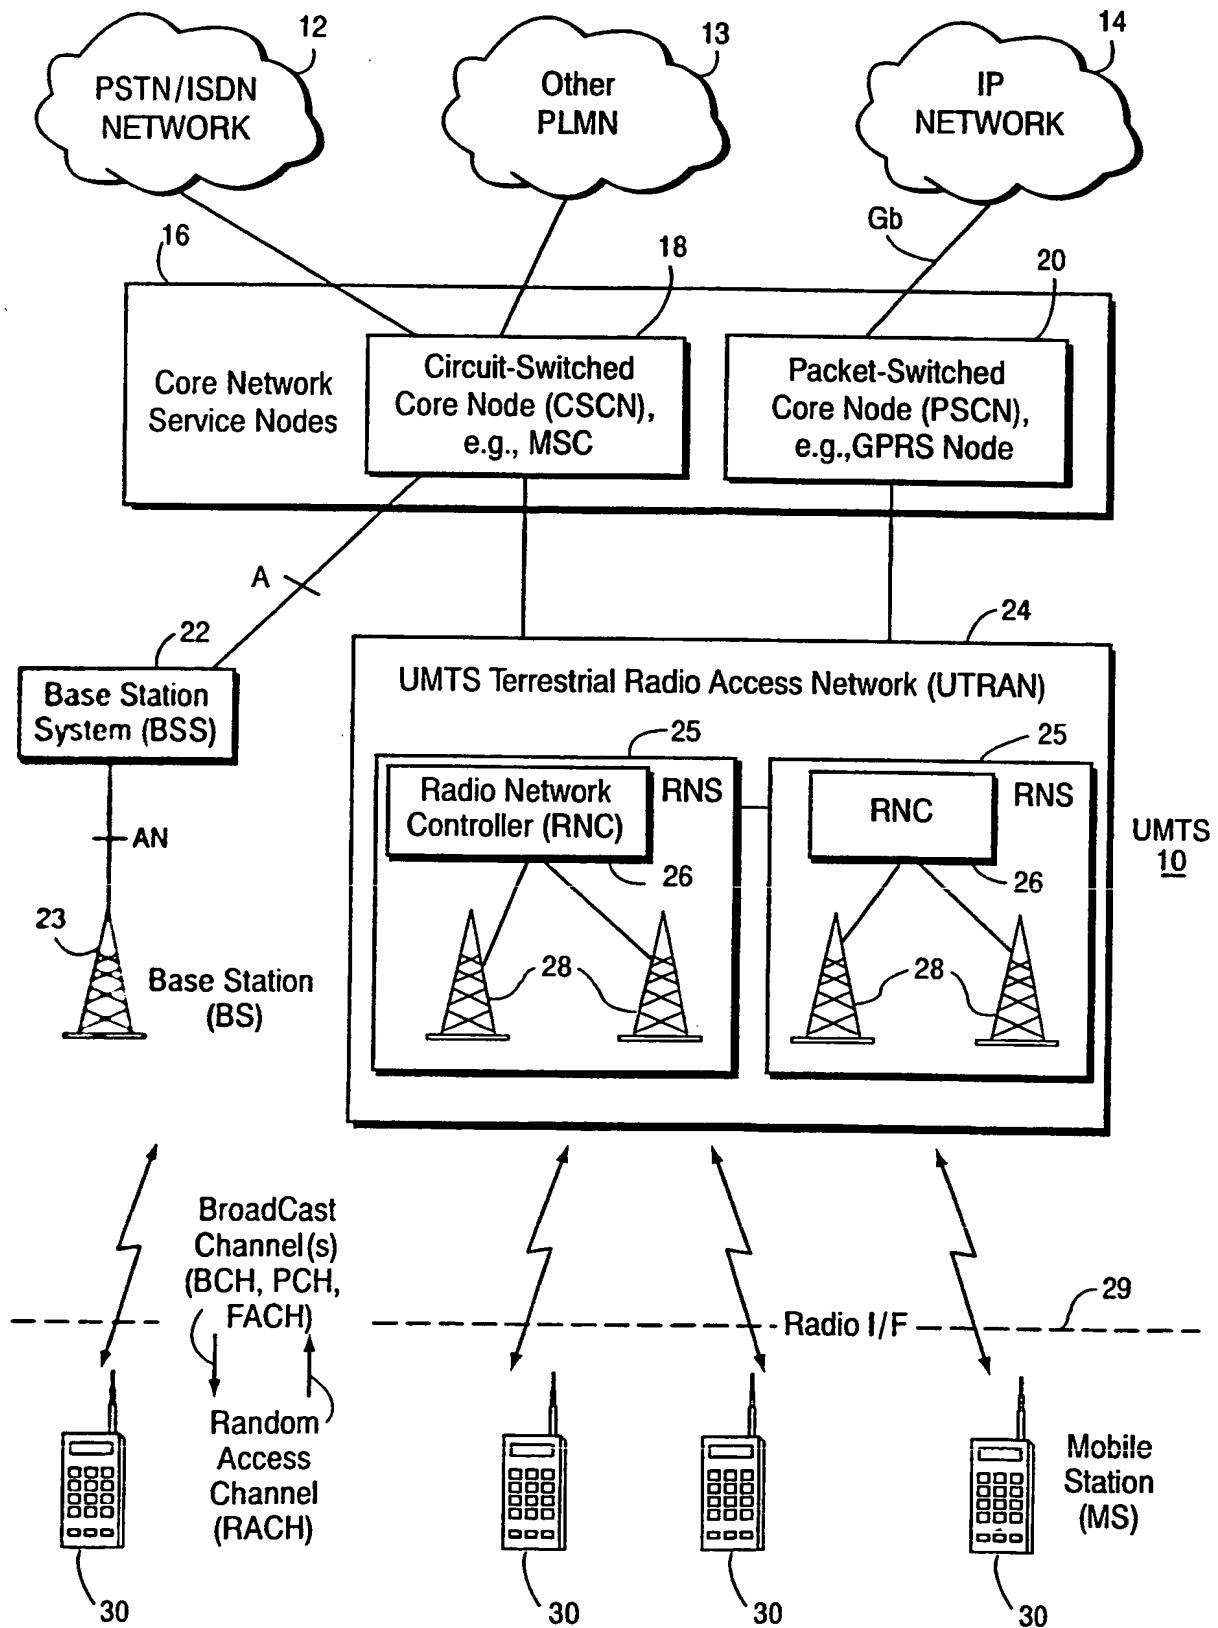 12
13
14
PSTN/ISDN
NETWORK
Other
PLMN
IP
NETWORK
Gb
16
18
20
Core Network
Service Nodes
Circuit-Switched
Core Node (CSCN),
e.g., MSC
Packet-Switched
Core Node (PSCN),
e.g.,GPRS Node
A
22
24
Base Station
System (BSS)
UMTS Terrestrial Radio Access Network (UTRAN)
25
25
Radio Network
Controller (RNC)
RNS
RNC
RNS
UMTS
10
AN
26
26
23
Base Station
(BS)
28
28
BroadCast
Channel(s)
(BCH, PCH,
FACH)
29
Radio I/F
Random
Access
Channel
(RACH)
Mobile
Station
(MS)
30
30
30
30